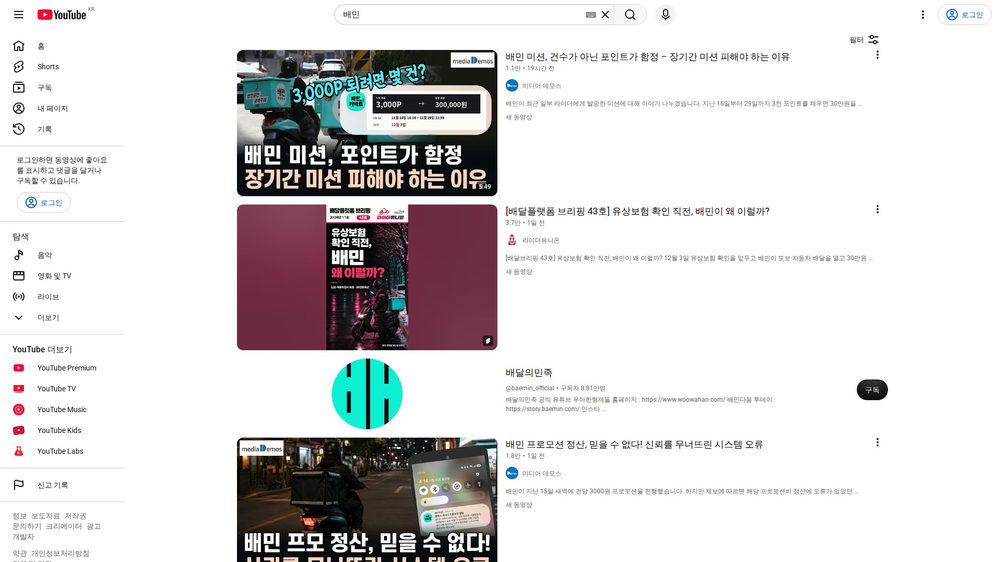 YouTube KR
배민
로그인
홈
Shorts
구독
내 페이지
기록
로그인하면 동영상에 좋아요
를 표시하고 댓글을 달거나
구독할 수 있습니다.
로그인
탐색
음악
영화 및 TV
라이브
더보기
YouTube 더보기
YouTube Premium
YouTube TV
YouTube Music
YouTube Kids
YouTube Labs
신고 기록
정보 보도자료 저작권
문의하기 크리에이터 광고
개발자
약관 개인정보처리방침
필터
media Demos
3,000P 되려면 몇 건?
3,000P → 300,000원
배민 미션, 포인트가 함정
장기간 미션 피해야 하는 이유
5:49
배민 미션, 건수가 아닌 포인트가 함정 – 장기간 미션 피해야 하는 이유
1.1만 • 19시간 전
미디어 데모스
배민이 최근 일부 라이더에게 발송한 미션에 대해 이야기 나누겠습니다. 지난 16일부터 29일까지 3천 포인트를 채우면 30만원을 ...
새 동영상
배달플랫폼 브리핑
43호
라이더유니온
유상보험
확인 직전,
배민
왜 이럴까?
[배달플랫폼 브리핑 43호] 유상보험 확인 직전, 배민이 왜 이럴까?
3.7만 • 1일 전
라이더유니온
[배달브리핑 43호] 유상보험 확인 직전, 배민이 왜 이럴까? 12월 3일 유상보험 확인을 앞두고 배민이 도보·자동차 배달을 열고 30만원 ...
새 동영상
배달의민족
@baemin_official • 구독자 8.81만명
배달의민족 공식 유튜브 우아한형제들 홈페이지 : https://www.woowahan.com/ 배민다움 투데이 :
https://story.baemin.com/ 인스타 ...
구독
media Demos
배민 프모 정산, 믿을 수 없다!
배민 프로모션 정산, 믿을 수 없다! 신뢰를 무너뜨린 시스템 오류
1.8만 • 1일 전
미디어 데모스
배민이 지난 15일 새벽에 건당 3000원 프로모션을 진행했습니다. 하지만 제보에 따르면 해당 프로모션비 정산에 오류가 있었던 ...
새 동영상